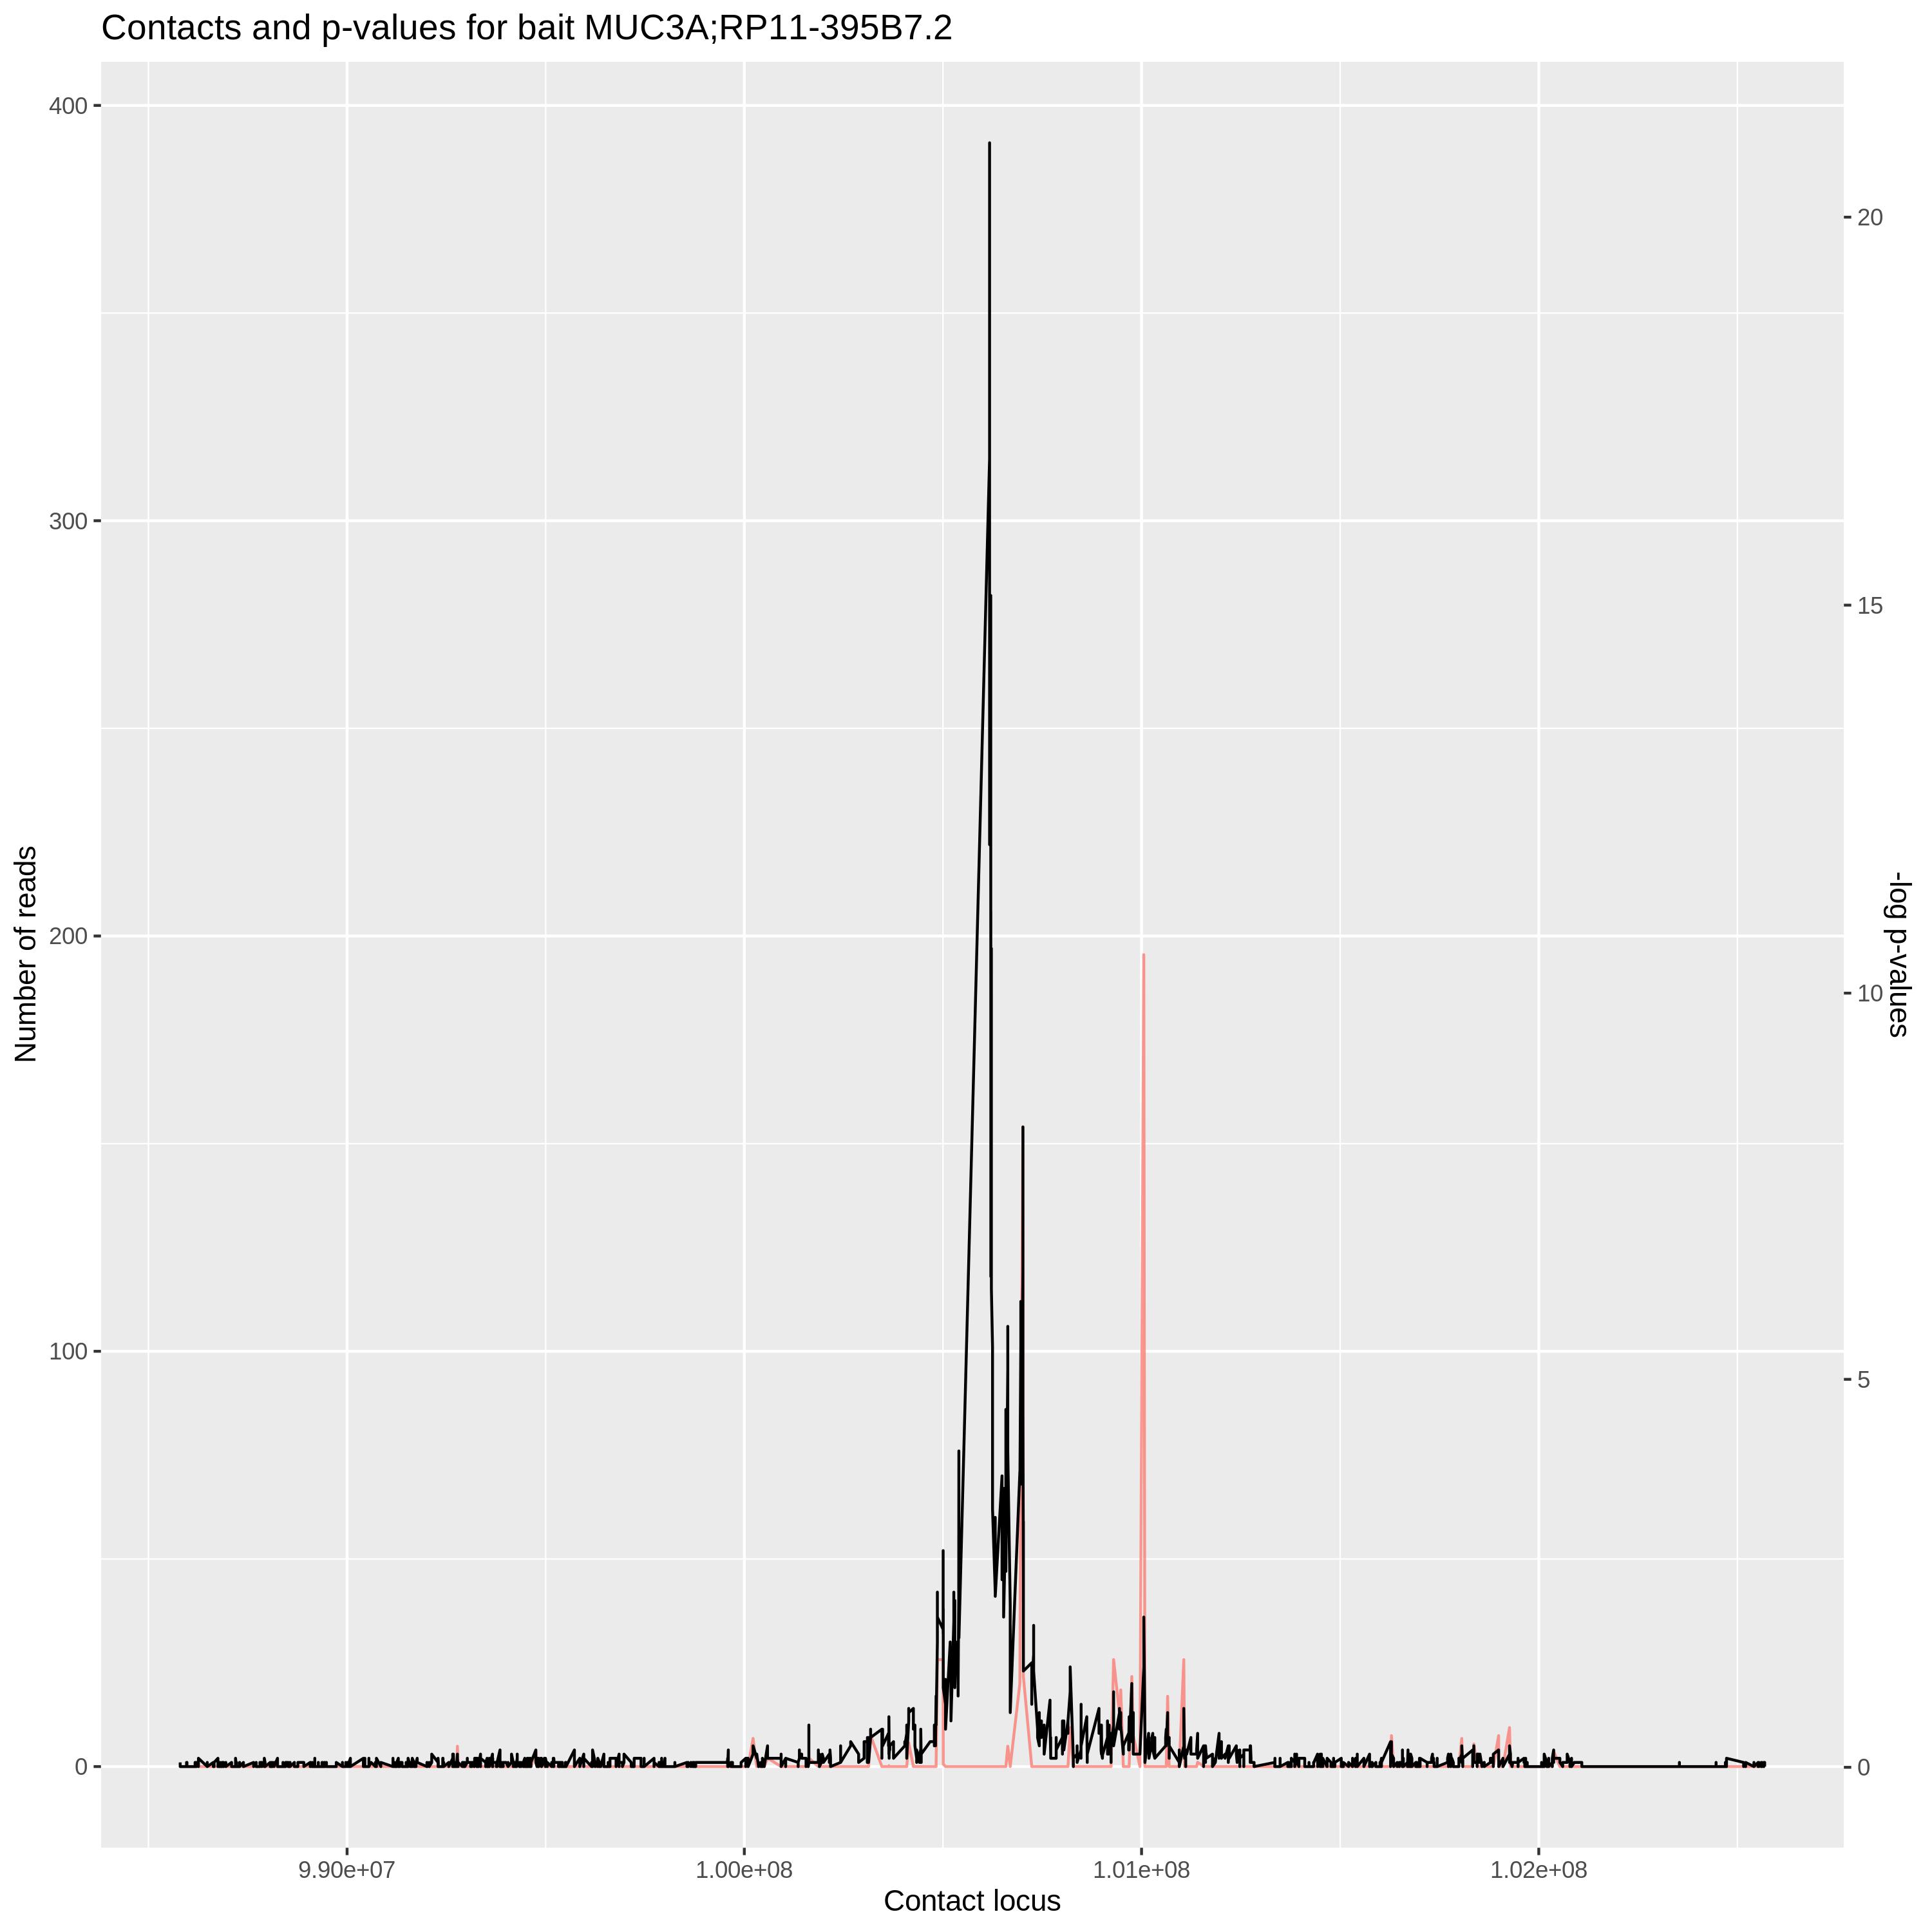 Contacts and p-values for bait MUC3A;RP11-395B7.2
400
300
200
100
0
Number of reads
20
15
10
5
0
-log p-values
9.90e+07
1.00e+08
1.01e+08
1.02e+08
Contact locus